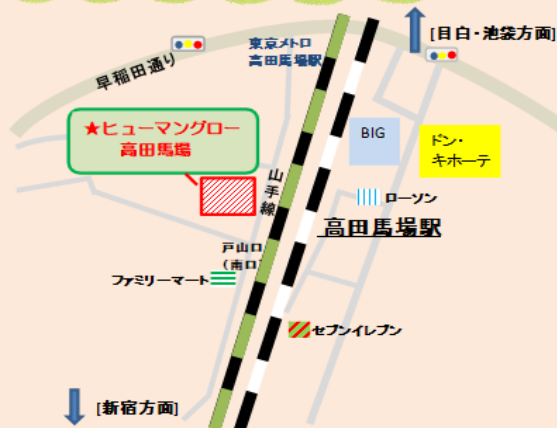 [目白・池袋方面]
東京メトロ
高田馬場駅
早稲田通り
★ヒューマングロー
高田馬場
BIG
ドン・
キホーテ
山手線
ローソン
高田馬場駅
戸山口
(南口)
ファミリーマート
セブンイレブン
[新宿方面]